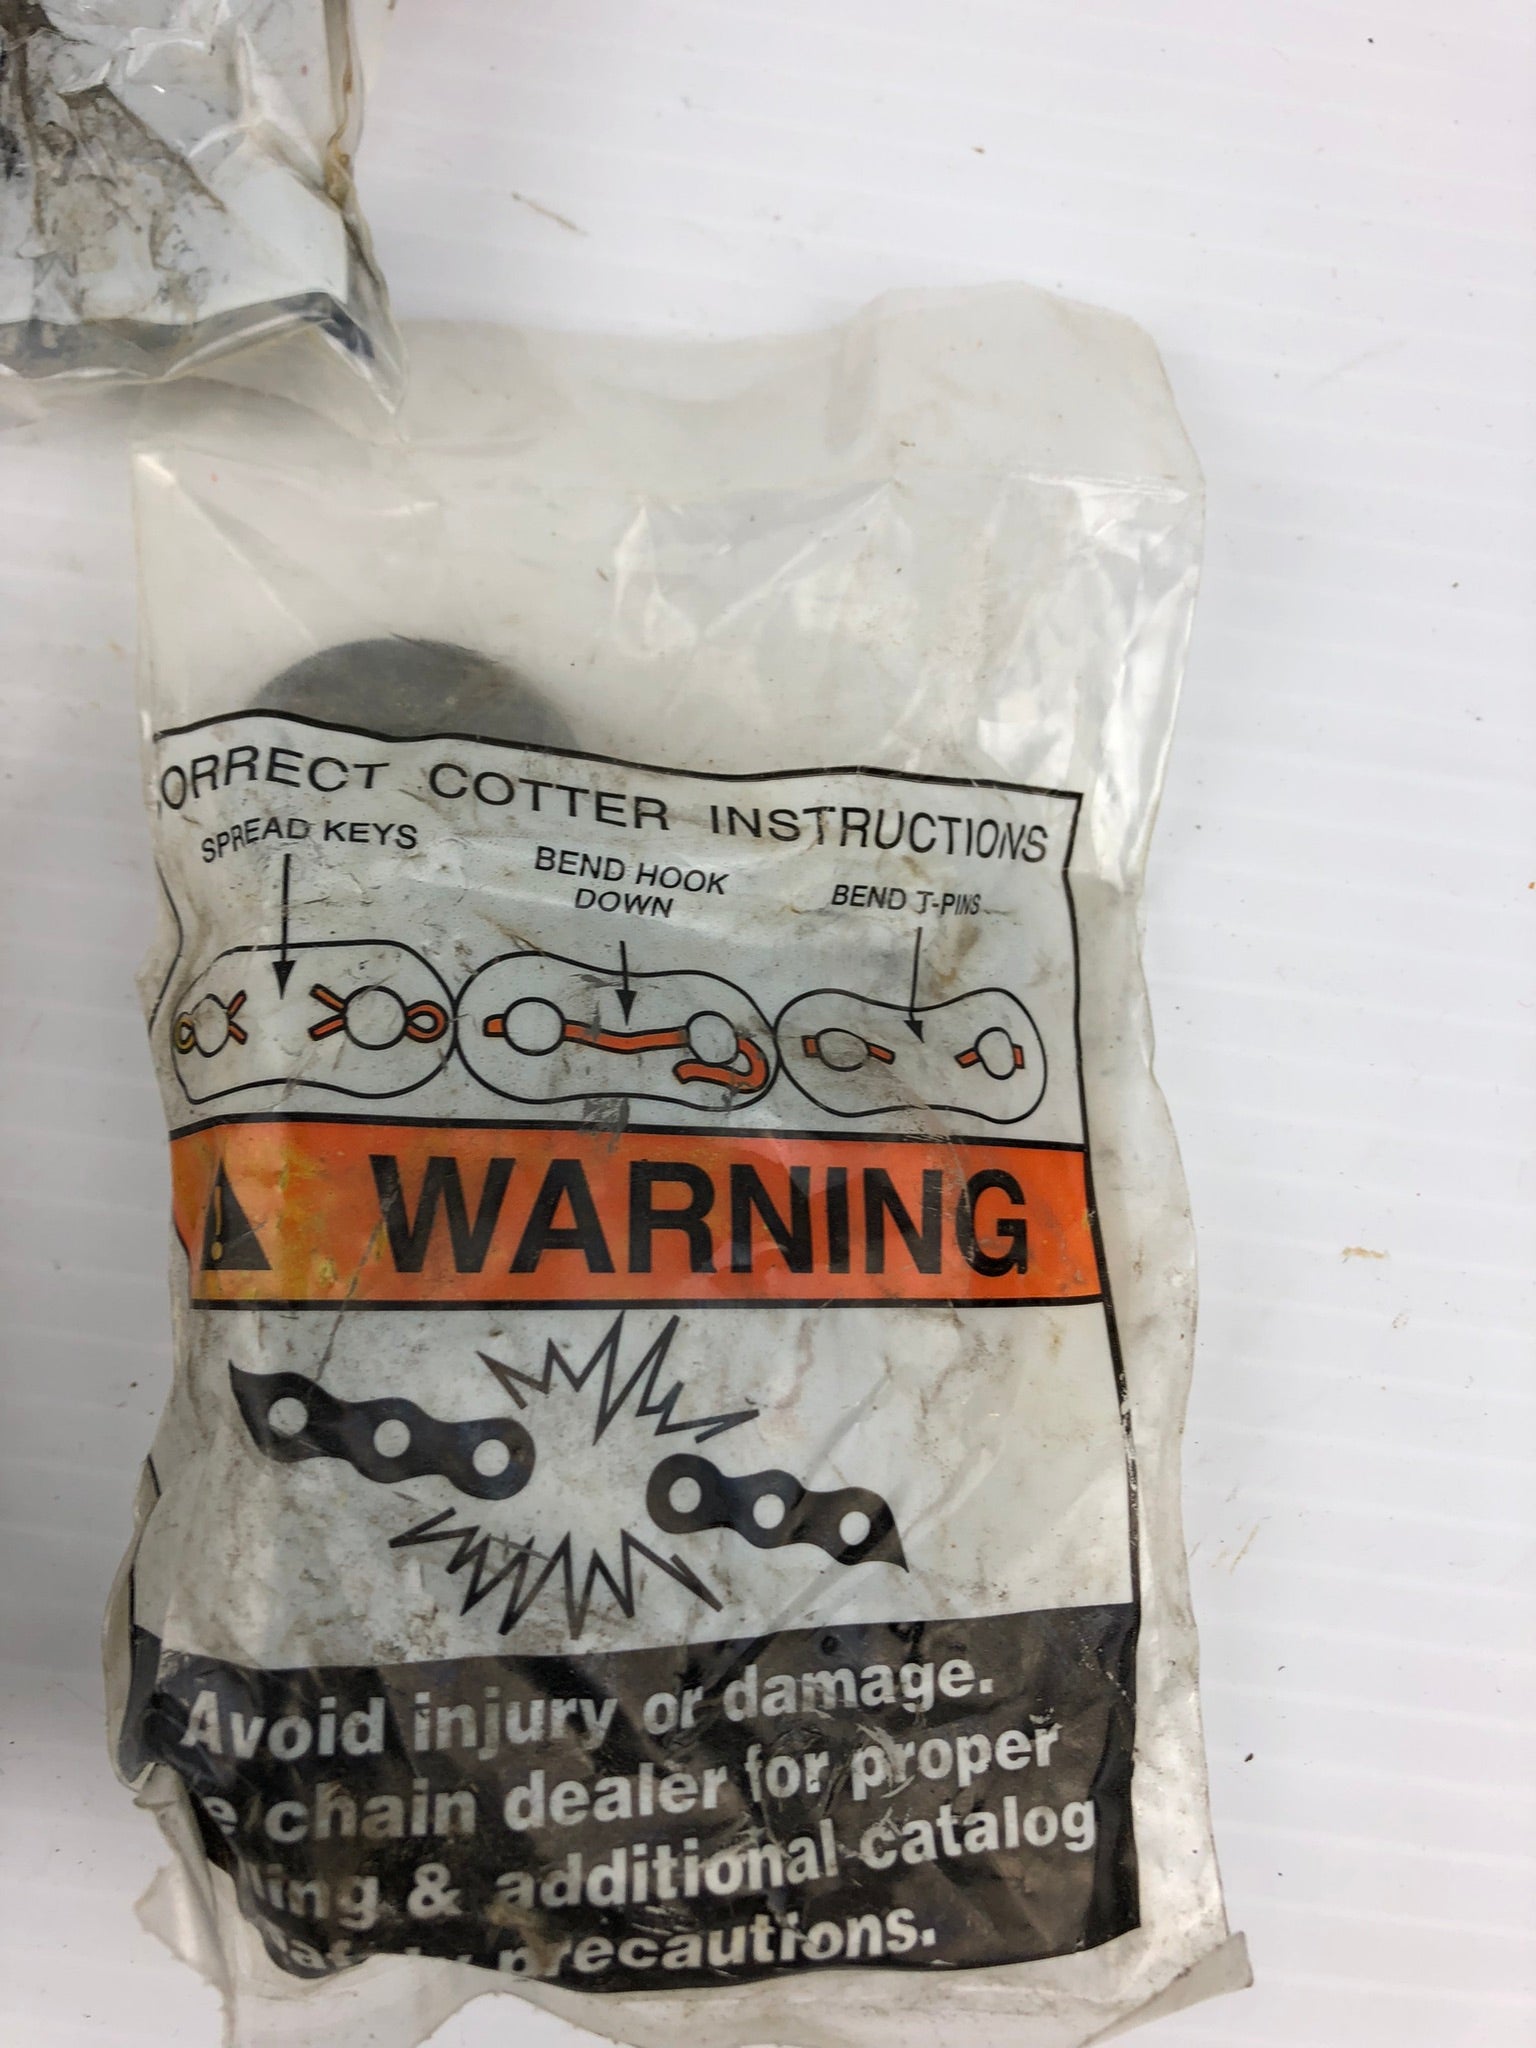 ORRECT COTTER INSTRUCTIONS
SPREAD KEYS
BEND HOOK
DOWN
BEND T-PINS
! WARNING
Avoid injury or damage.
e chain dealer for proper
ing & additional catalog
precautions.